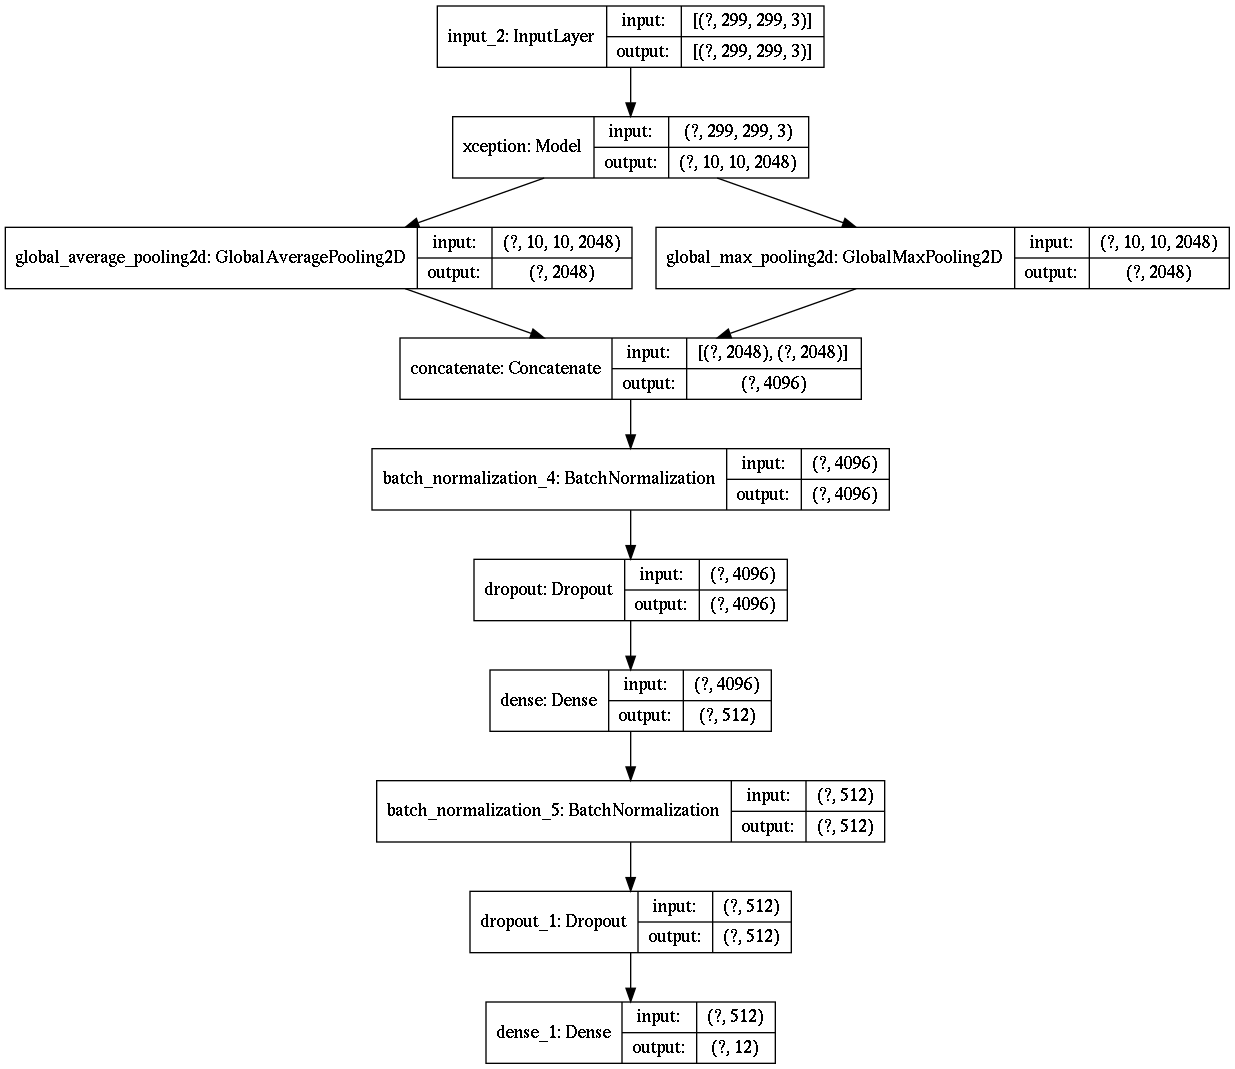 input_2: InputLayer
input:
[(?, 299, 299, 3)]
output:
[(?, 299, 299, 3)]
xception: Model
input:
(?, 299, 299, 3)
output:
(?, 10, 10, 2048)
global_average_pooling2d: GlobalAveragePooling2D
input:
(?, 10, 10, 2048)
output:
(?, 2048)
global_max_pooling2d: GlobalMaxPooling2D
input:
(?, 10, 10, 2048)
output:
(?, 2048)
concatenate: Concatenate
input:
[(?, 2048), (?, 2048)]
output:
(?, 4096)
batch_normalization_4: BatchNormalization
input:
(?, 4096)
output:
(?, 4096)
dropout: Dropout
input:
(?, 4096)
output:
(?, 4096)
dense: Dense
input:
(?, 4096)
output:
(?, 512)
batch_normalization_5: BatchNormalization
input:
(?, 512)
output:
(?, 512)
dropout_1: Dropout
input:
(?, 512)
output:
(?, 512)
dense_1: Dense
input:
(?, 512)
output:
(?, 12)